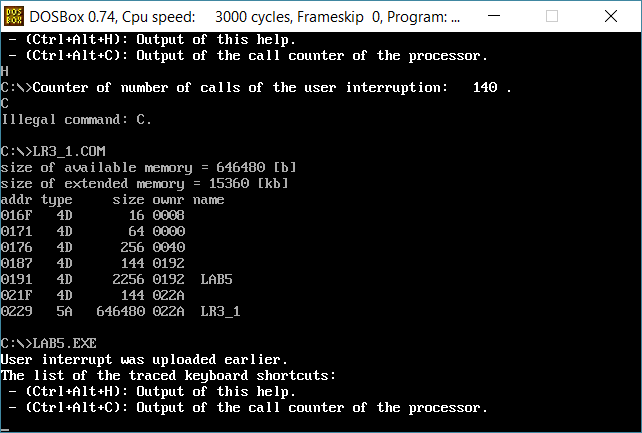 DOS BOX
DOSBox 0.74, Cpu speed:    3000 cycles, Frameskip  0, Program: ...
 - (Ctrl+Alt+H): Output of this help.
 - (Ctrl+Alt+C): Output of the call counter of the processor.
H
C:\>Counter of number of calls of the user interruption:   140 .
C
Illegal command: C.
C:\>LR3_1.COM
size of available memory = 646480 [b]
size of extended memory = 15360 [kb]
addr type     size ownr name
016F   4D       16 0008
0171   4D       64 0000
0176   4D      256 0040
0187   4D      144 0192
0191   4D     2256 0192  LAB5
021F   4D      144 022A
0229   5A   646480 022A  LR3_1
C:\>LAB5.EXE
User interrupt was uploaded earlier.
The list of the traced keyboard shortcuts:
 - (Ctrl+Alt+H): Output of this help.
 - (Ctrl+Alt+C): Output of the call counter of the processor.
_